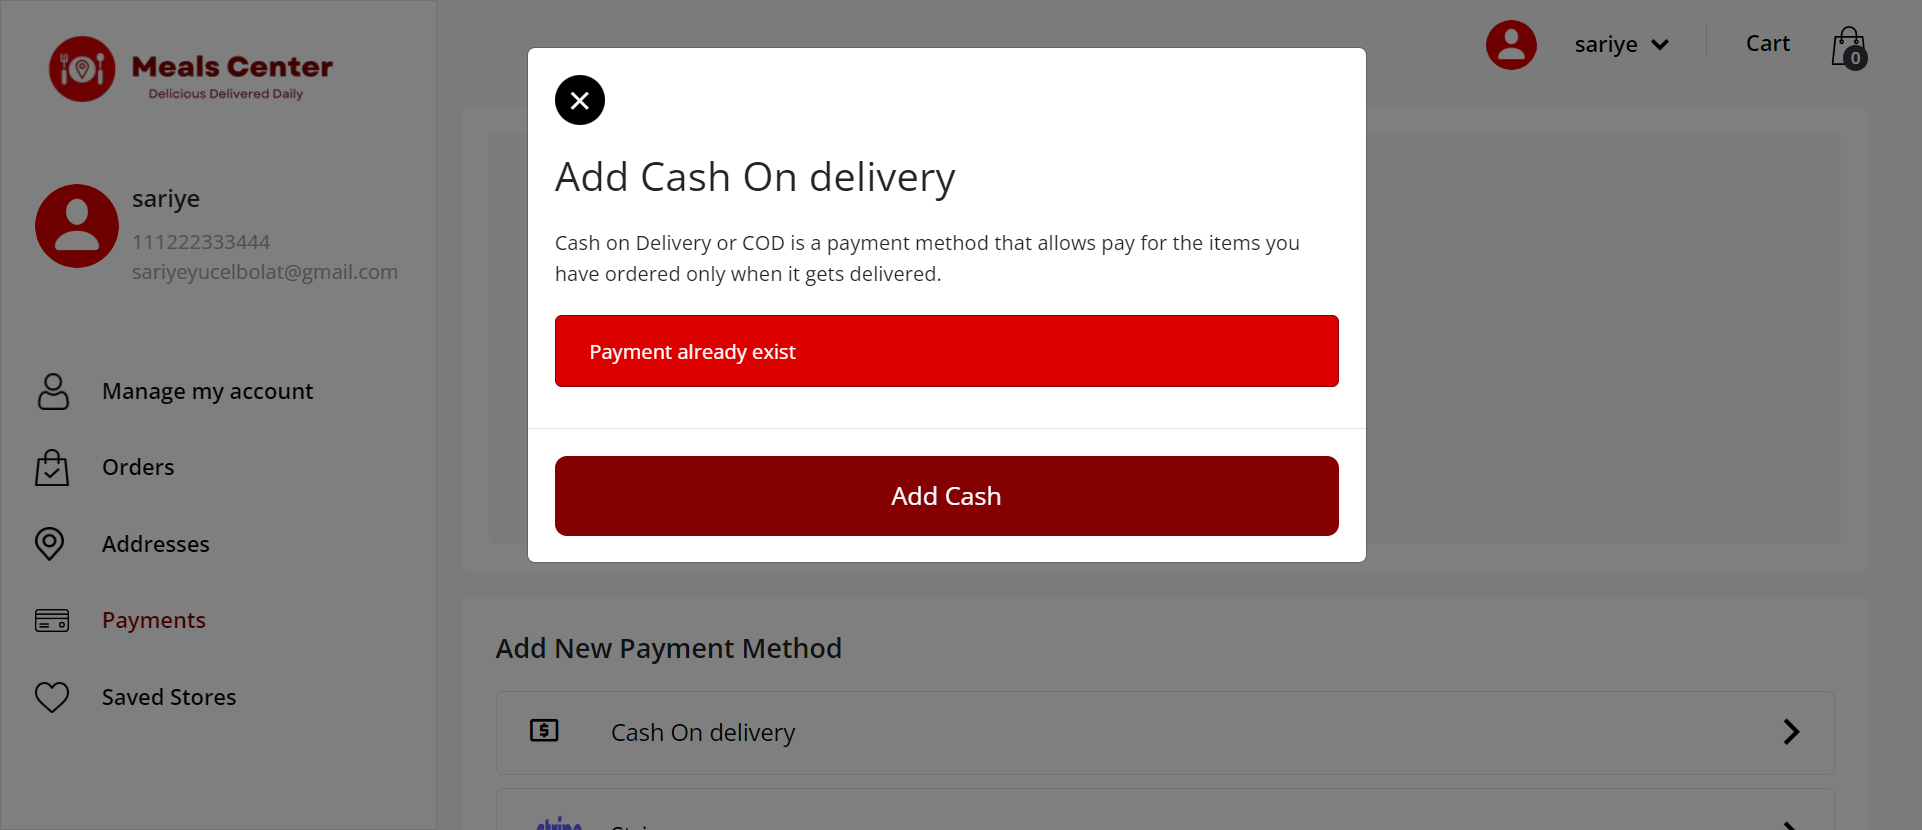 Meals Center
Delicious Delivered Daily
sariye
Cart
0
sariye
111222333444
sariyeyucelbolat@gmail.com
Manage my account
Orders
Addresses
Payments
Saved Stores
Add Cash On delivery
Cash on Delivery or COD is a payment method that allows pay for the items you
have ordered only when it gets delivered.
Payment already exist
Add Cash
Add New Payment Method
Cash On delivery